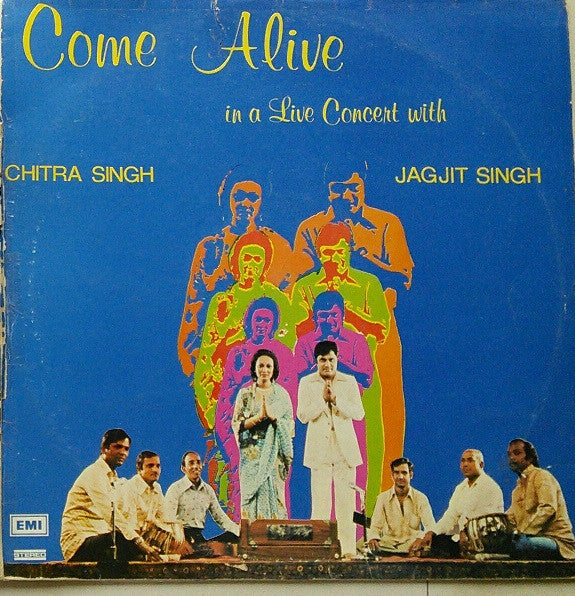 Come Alive
in a Live Concert with
CHITRA SINGH
JAGJIT SINGH
EMI
STEREO